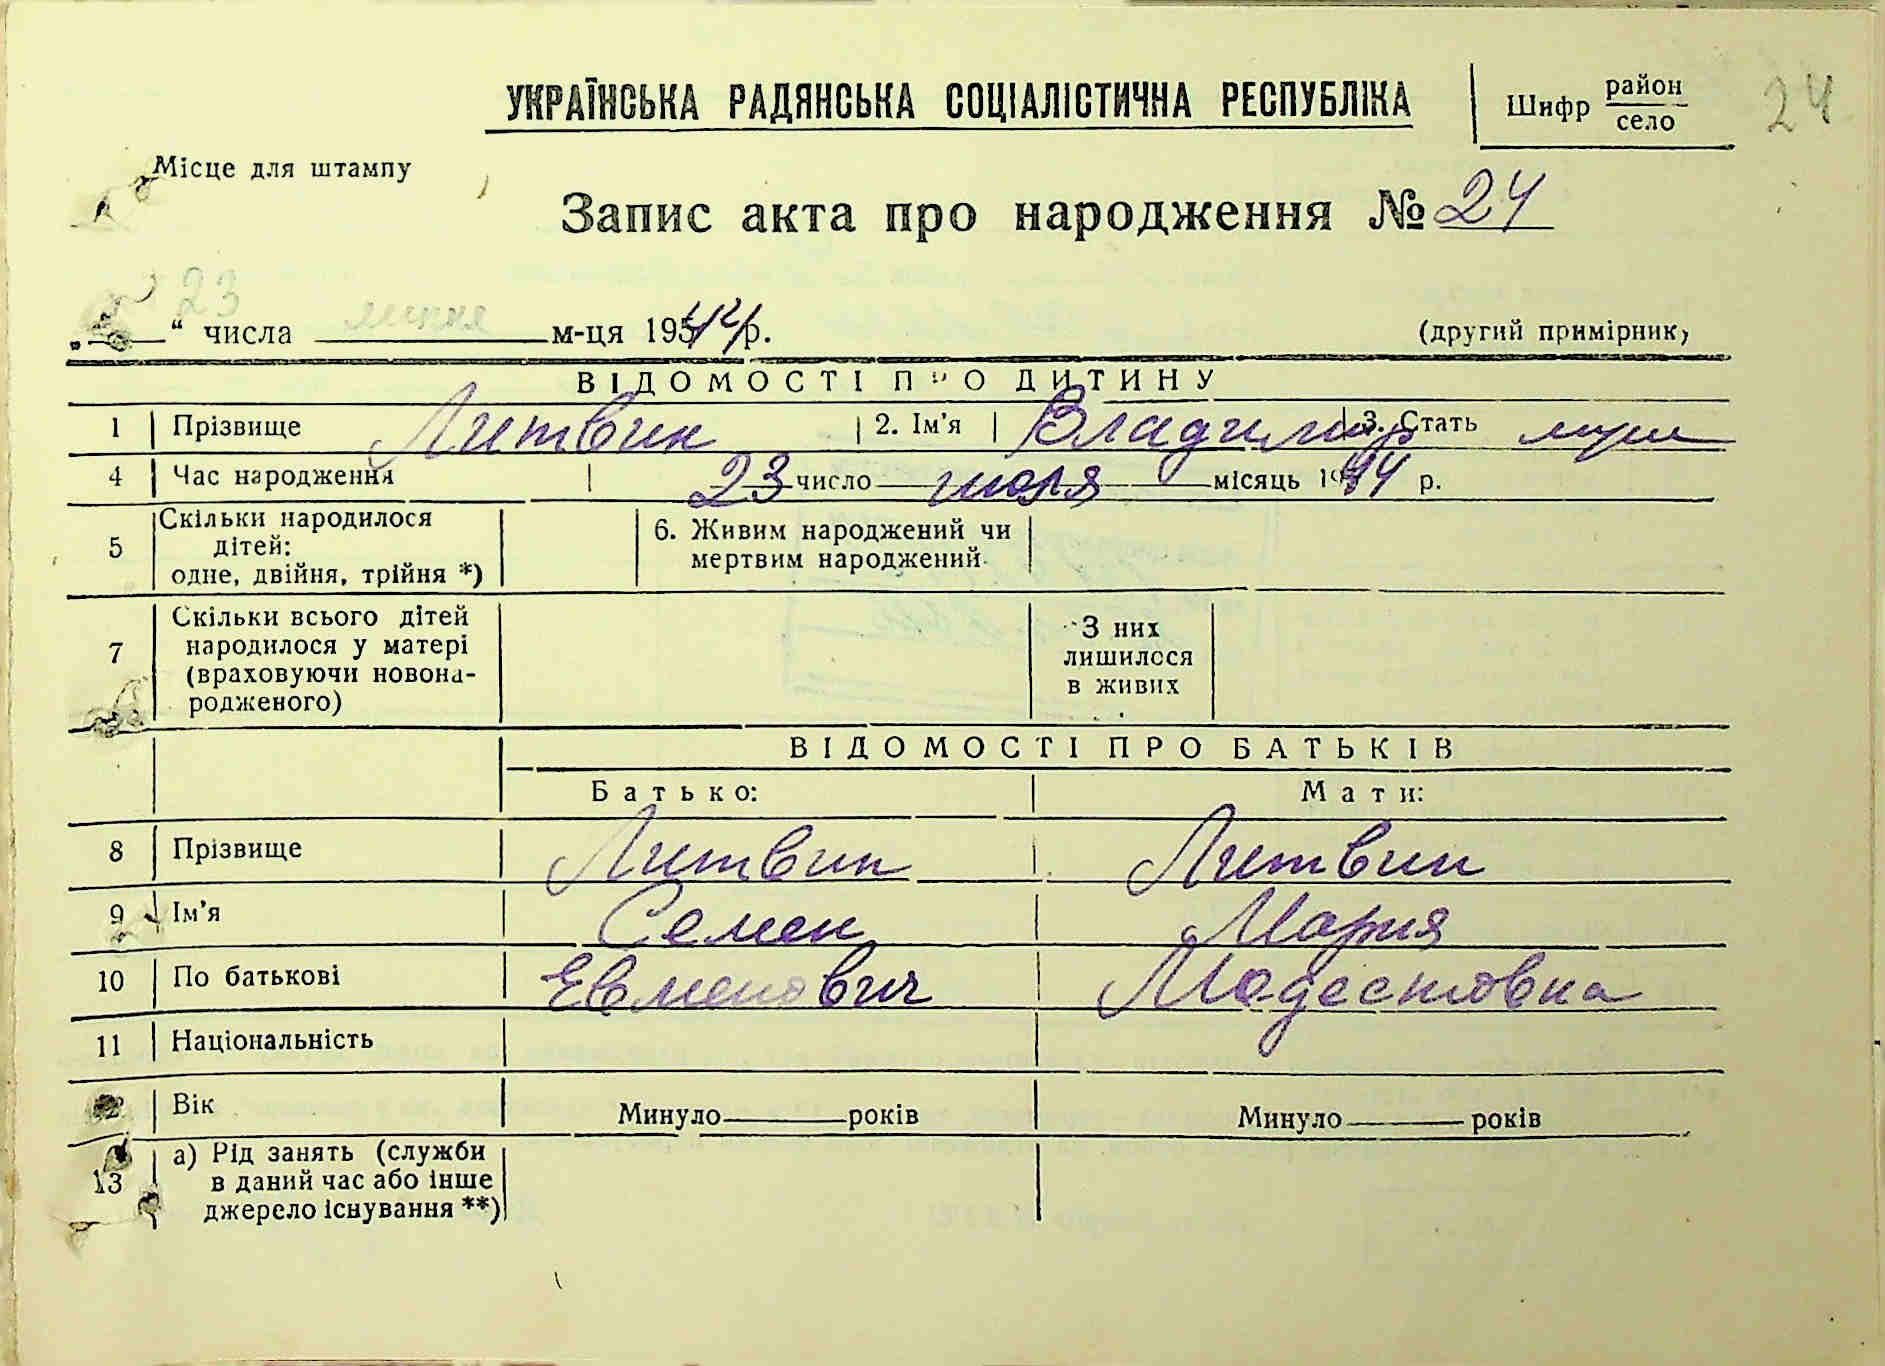 УКРАЇНСЬКА РАДЯНСЬКА СОЦІАЛІСТИЧНА РЕСПУБЛІКА
Шифр район село
24
Місце для штампу
Запис акта про народження № 24
23 “ числа липня м-ця 1944 р. (другий примірник)
ВІДОМОСТІ ПРО ДИТИНУ
1 Прізвище Литвин 2. Ім'я Владимир 3. Стать муж
4 Час народження 23 число июля місяць 1944 р.
5 Скільки народилося дітей: одне, двійня, трійня *) 6. Живим народжений чи мертвим народжений
7 Скільки всього дітей народилося у матері (враховуючи новонародженого) З них лишилося в живих
ВІДОМОСТІ ПРО БАТЬКІВ
Батько: Мати:
8 Прізвище Литвин Литвин
9 Ім'я Семен Мария
10 По батькові Евменович Модестовна
11 Національність
12 Вік Минуло років Минуло років
13 а) Рід занять (служби в даний час або інше джерело існування **)